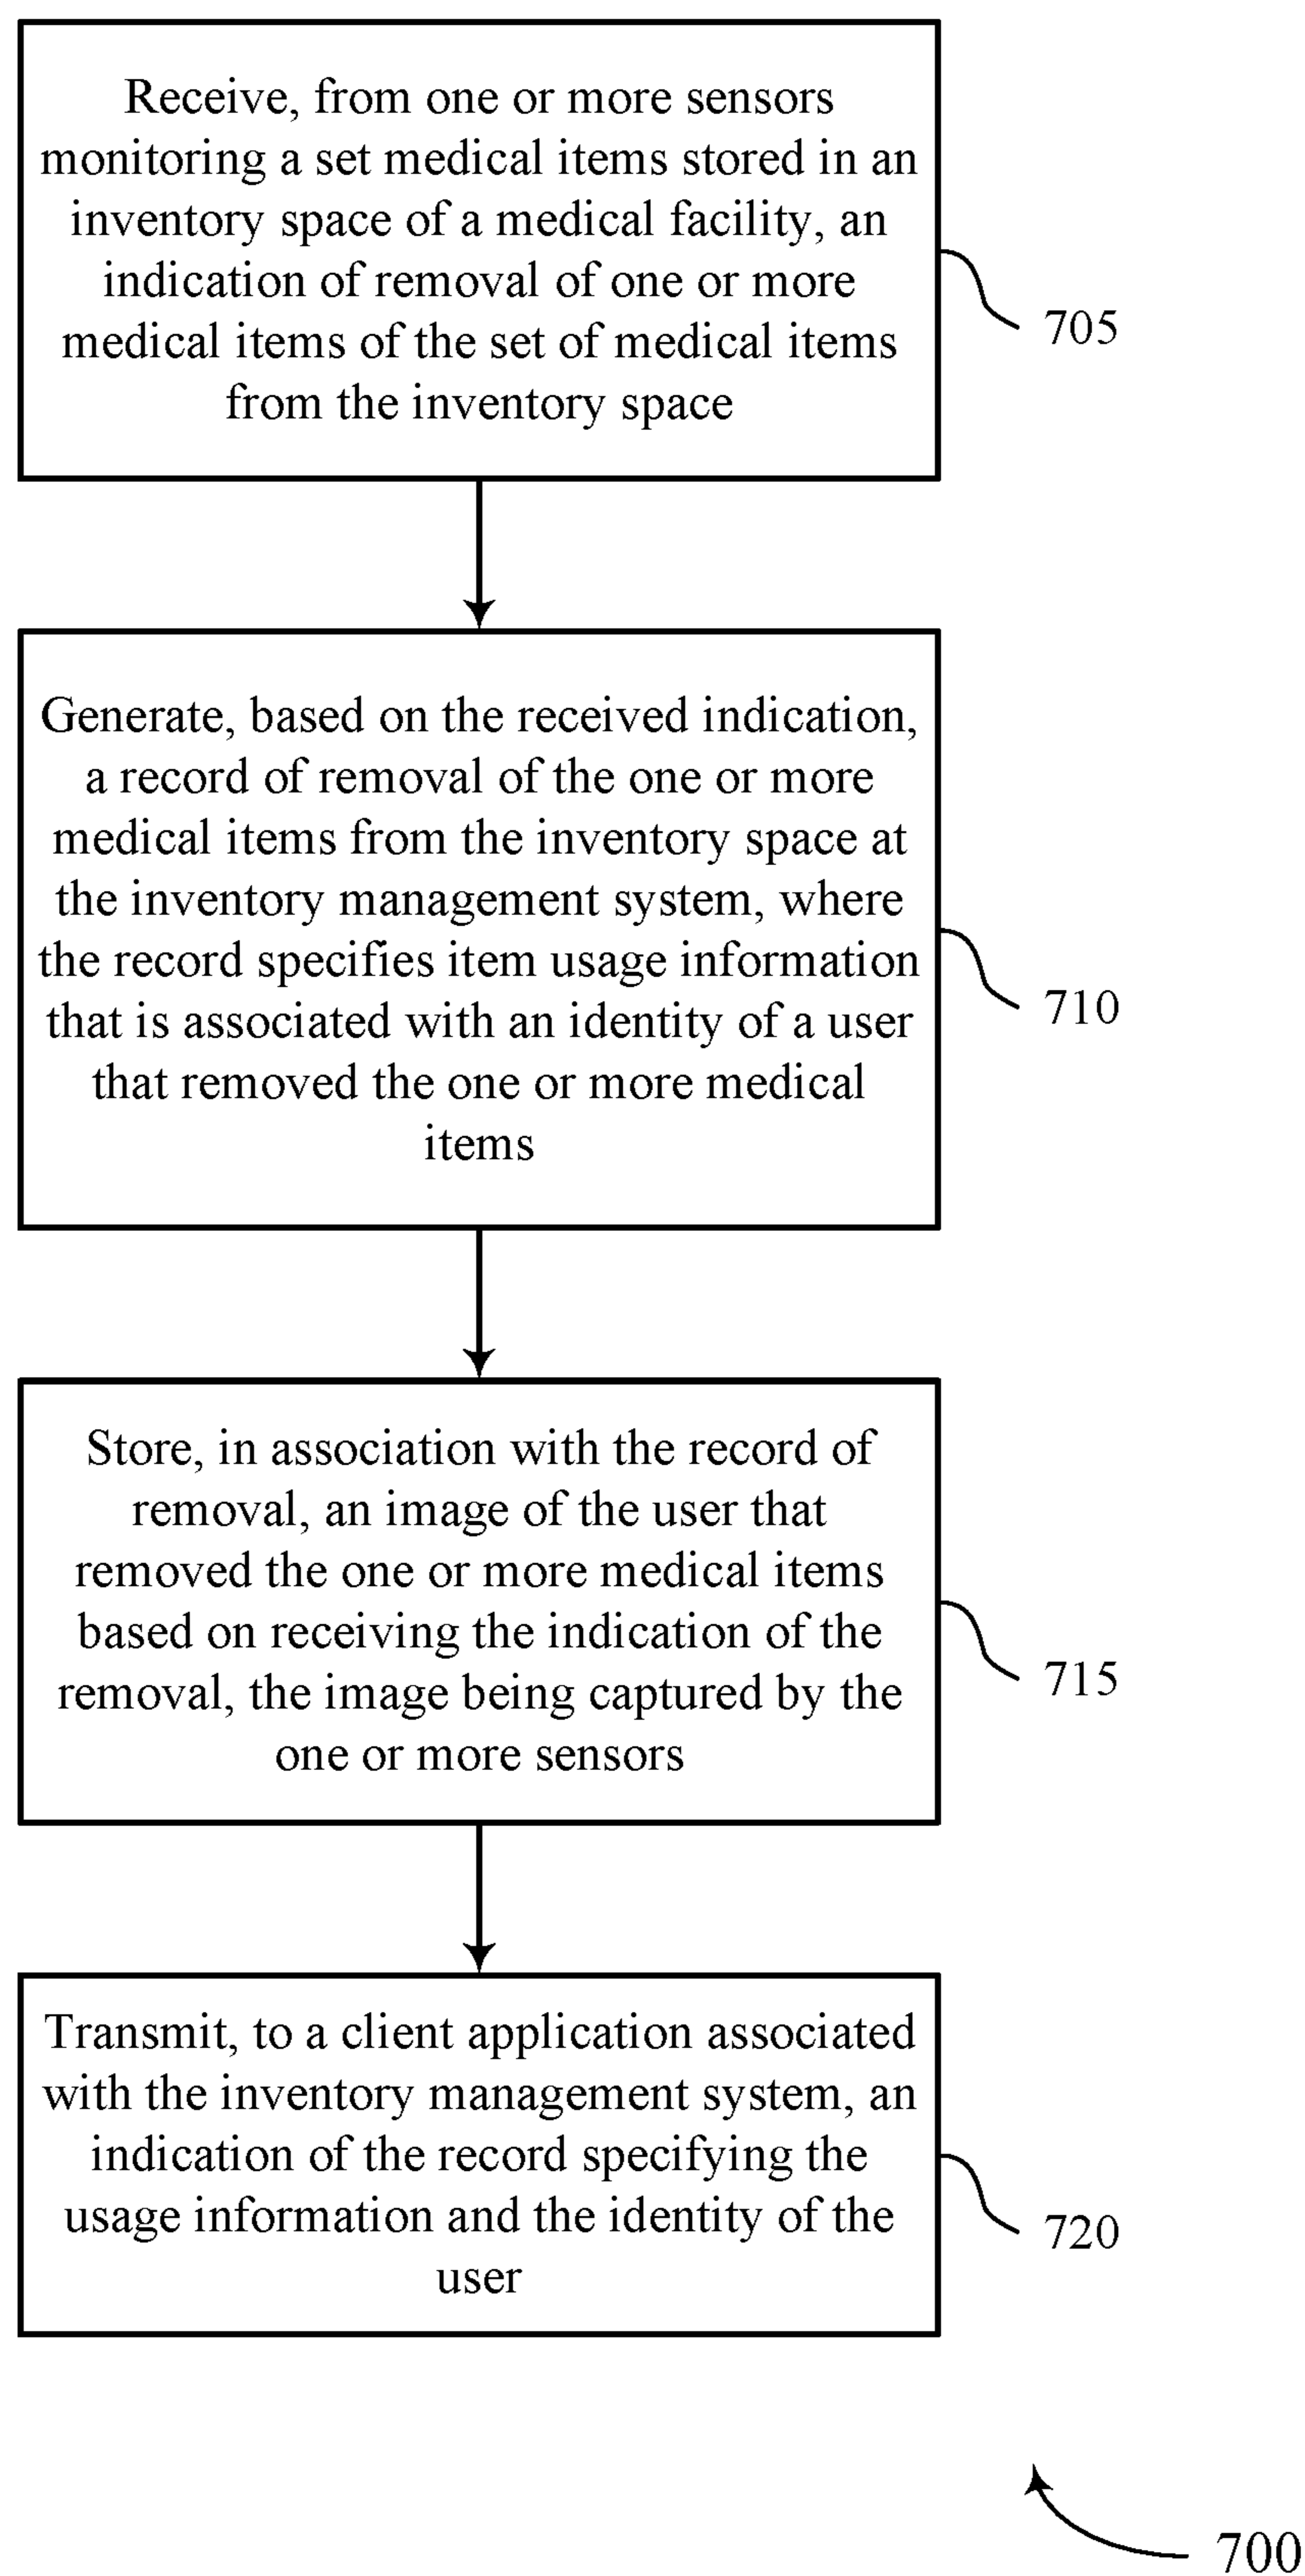 Receive, from one or more sensors
monitoring a set medical items stored in an
inventory space of a medical facility, an
indication of removal of one or more
medical items of the set of medical items
from the inventory space
705
Generate, based on the received indication,
a record of removal of the one or more
medical items from the inventory space at
the inventory management system, where
the record specifies item usage information
that is associated with an identity of a user
that removed the one or more medical
items
710
Store, in association with the record of
removal, an image of the user that
removed the one or more medical items
based on receiving the indication of the
removal, the image being captured by the
one or more sensors
715
Transmit, to a client application associated
with the inventory management system, an
indication of the record specifying the
usage information and the identity of the
user
720
700